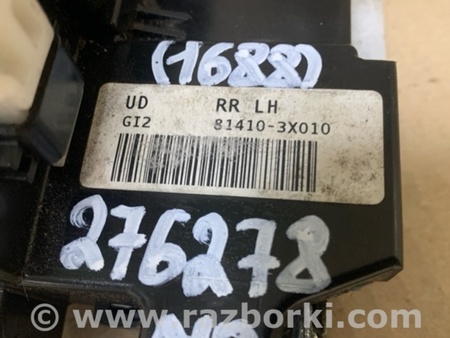 (1688)
UD RR LH
GI2 81410-3X010
276278
www.razborki.com